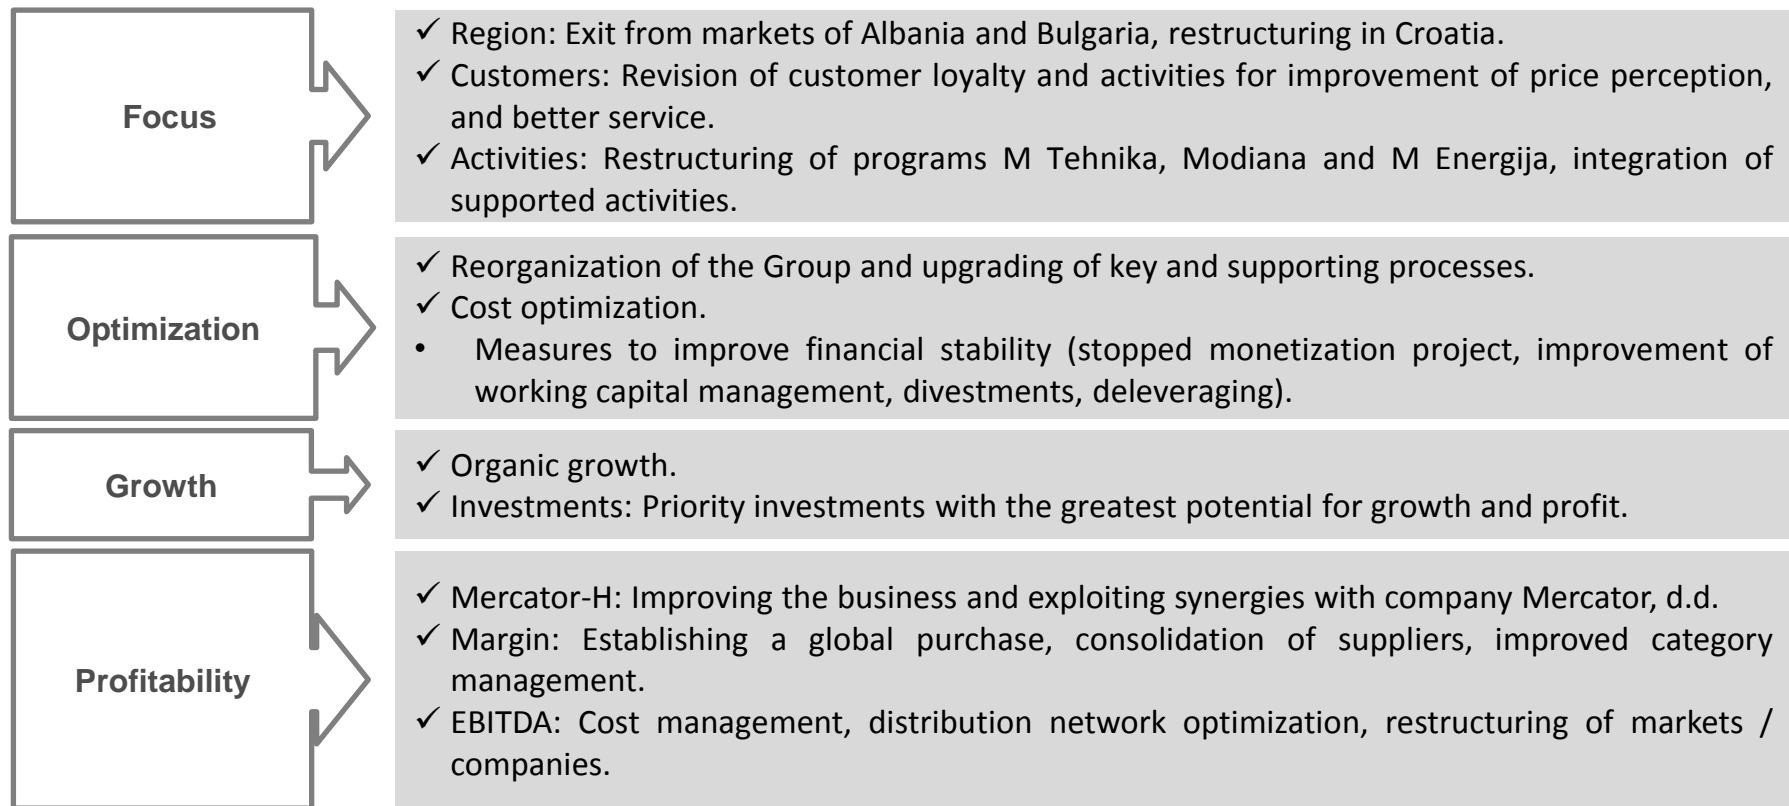 Focus
✓ Region: Exit from markets of Albania and Bulgaria, restructuring in Croatia.
✓ Customers: Revision of customer loyalty and activities for improvement of price perception,
and better service.
✓ Activities: Restructuring of programs M Tehnika, Modiana and M Energija, integration of
supported activities.
Optimization
✓ Reorganization of the Group and upgrading of key and supporting processes.
✓ Cost optimization.
• Measures to improve financial stability (stopped monetization project, improvement of
working capital management, divestments, deleveraging).
Growth
✓ Organic growth.
✓ Investments: Priority investments with the greatest potential for growth and profit.
Profitability
✓ Mercator-H: Improving the business and exploiting synergies with company Mercator, d.d.
✓ Margin: Establishing a global purchase, consolidation of suppliers, improved category
management.
✓ EBITDA: Cost management, distribution network optimization, restructuring of markets /
companies.